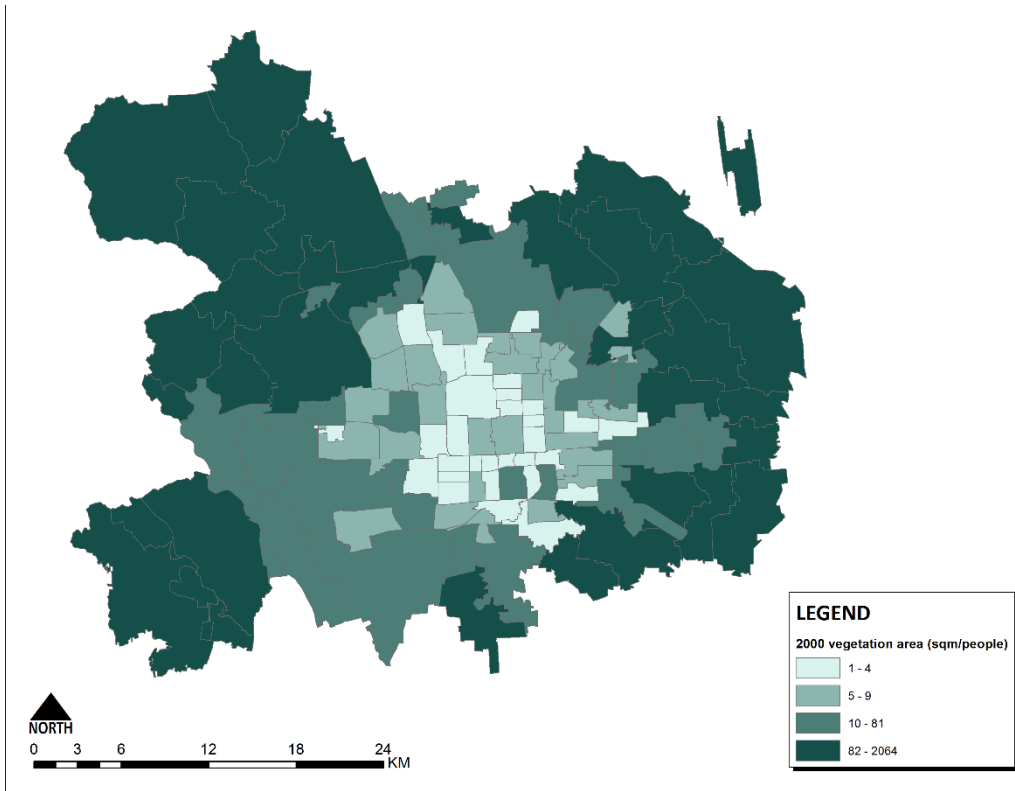 LEGEND
2000 vegetation area (sqm/people)
1 - 4
5 - 9
10 - 81
82 - 2064
NORTH
0 3 6 12 18 24
KM